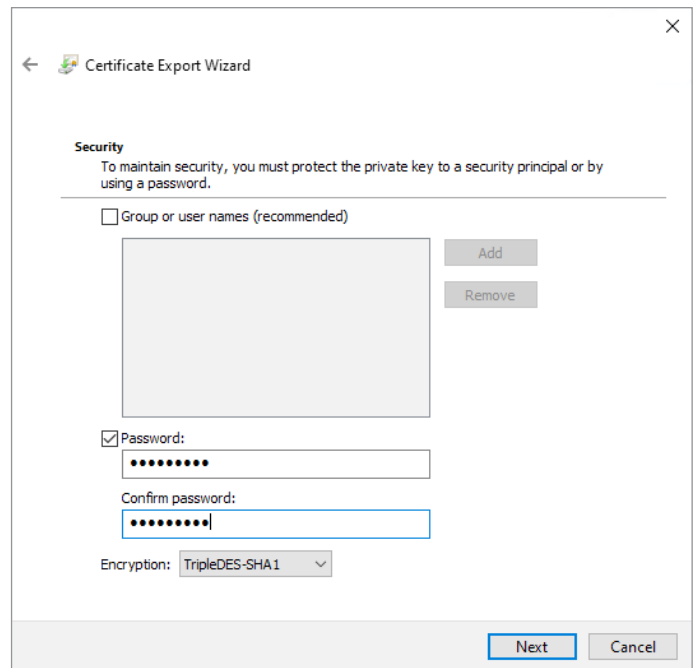 Certificate Export Wizard
Security
To maintain security, you must protect the private key to a security principal or by
using a password.
Group or user names (recommended)
Add
Remove
Password:
•••••••••
Confirm password:
•••••••••
Encryption: TripleDES-SHA1
Next Cancel